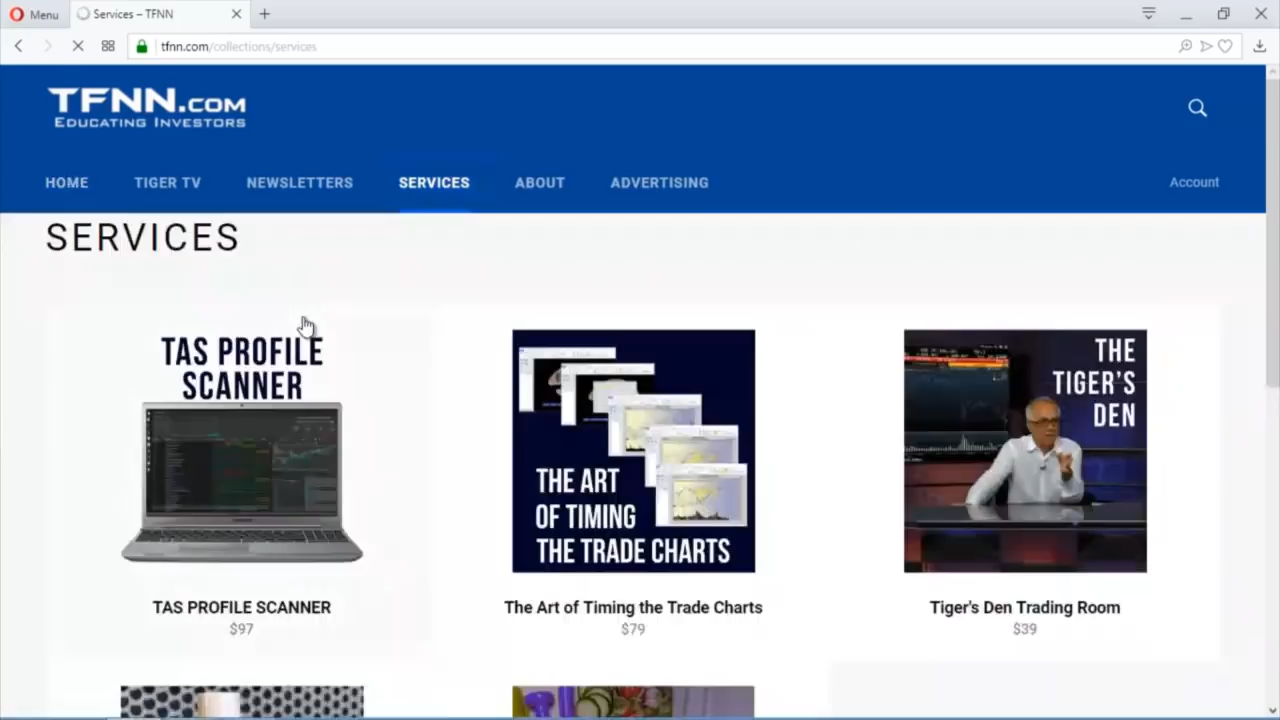 Menu
Services – TFNN
tfnn.com/collections/services
TFNN.COM
EDUCATING INVESTORS
HOME
TIGER TV
NEWSLETTERS
SERVICES
ABOUT
ADVERTISING
Account
SERVICES
TAS PROFILE
SCANNER
THE ART
OF TIMING
THE TRADE CHARTS
THE
TIGER'S
DEN
TAS PROFILE SCANNER
$97
The Art of Timing the Trade Charts
$79
Tiger's Den Trading Room
$39